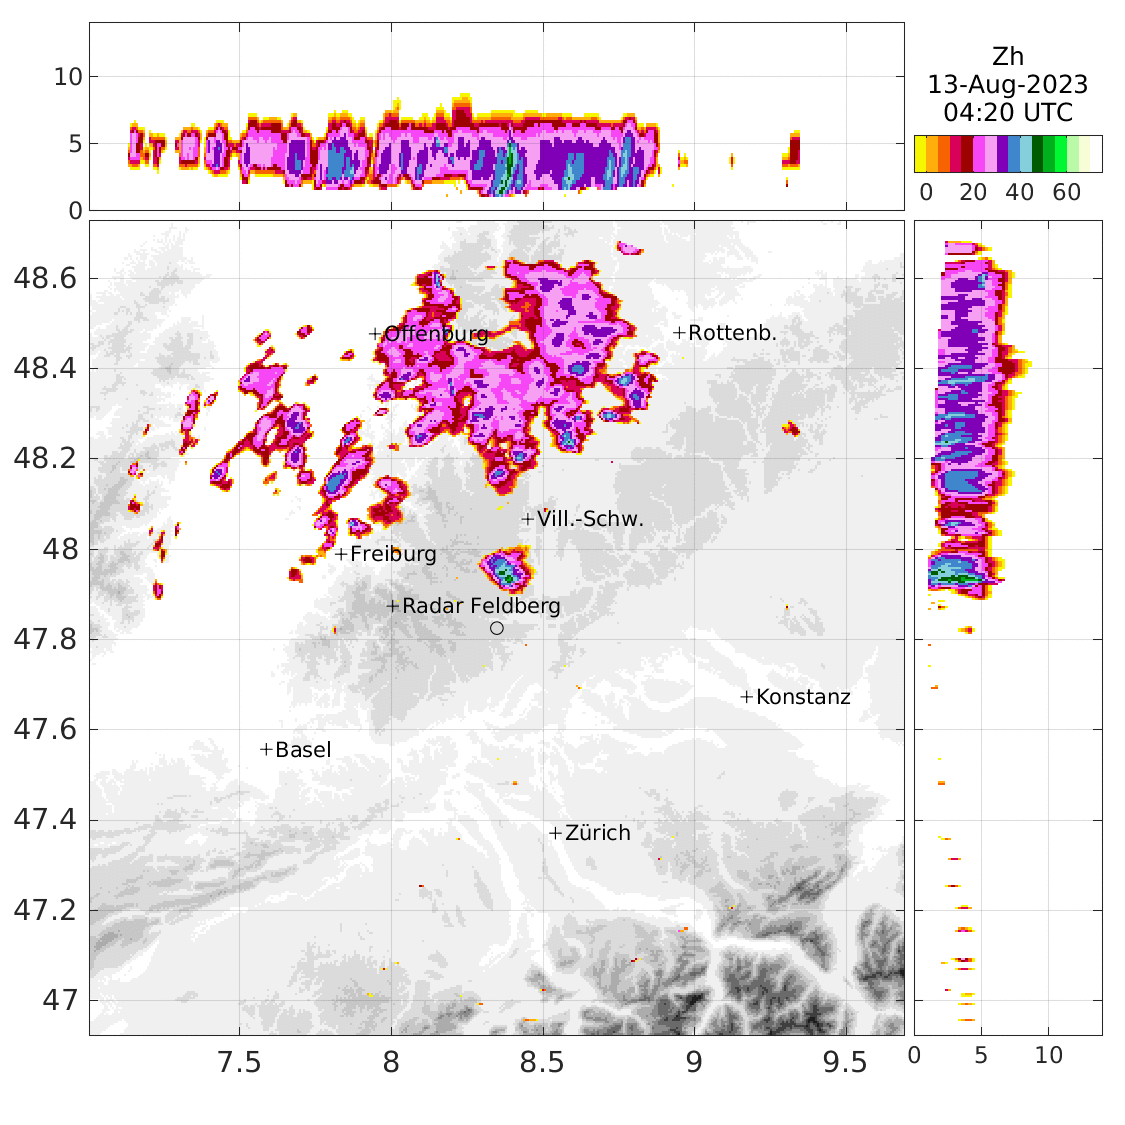 10
5
0
Zh
13-Aug-2023
04:20 UTC
0 20 40 60
48.6
48.4
48.2
48
47.8
47.6
47.4
47.2
47
+Offenburg
+Rottenb.
+Vill.-Schw.
+Freiburg
+Radar Feldberg
+Konstanz
+Basel
+Zürich
7.5 8 8.5 9 9.5
0 5 10